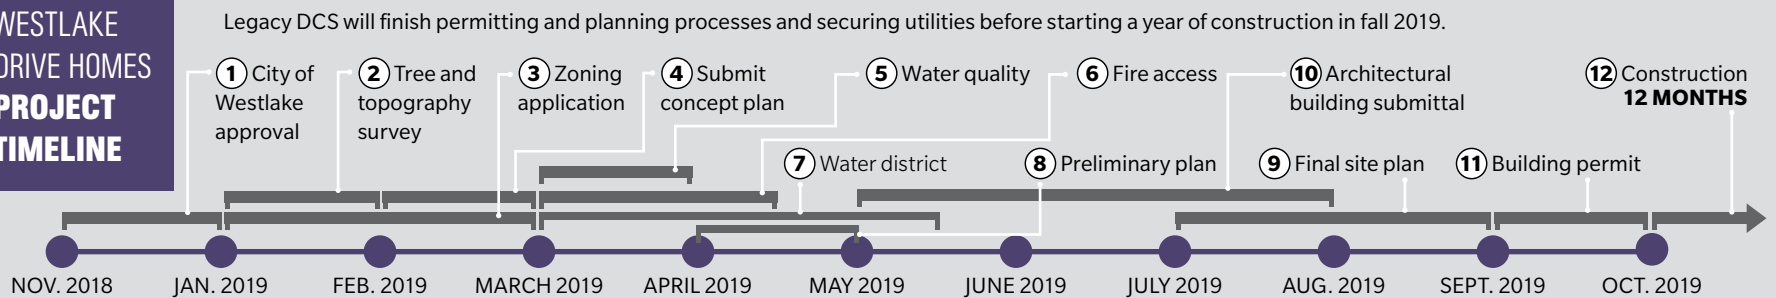 WESTLAKE
DRIVE HOMES
PROJECT
TIMELINE
Legacy DCS will finish permitting and planning processes and securing utilities before starting a year of construction in fall 2019.
1 City of
Westlake
approval
2 Tree and
topography
survey
3 Zoning
application
4 Submit
concept plan
5 Water quality
6 Fire access
7 Water district
8 Preliminary plan
9 Final site plan
10 Architectural
building submittal
11 Building permit
12 Construction
12 MONTHS
NOV. 2018
JAN. 2019
FEB. 2019
MARCH 2019
APRIL 2019
MAY 2019
JUNE 2019
JULY 2019
AUG. 2019
SEPT. 2019
OCT. 2019